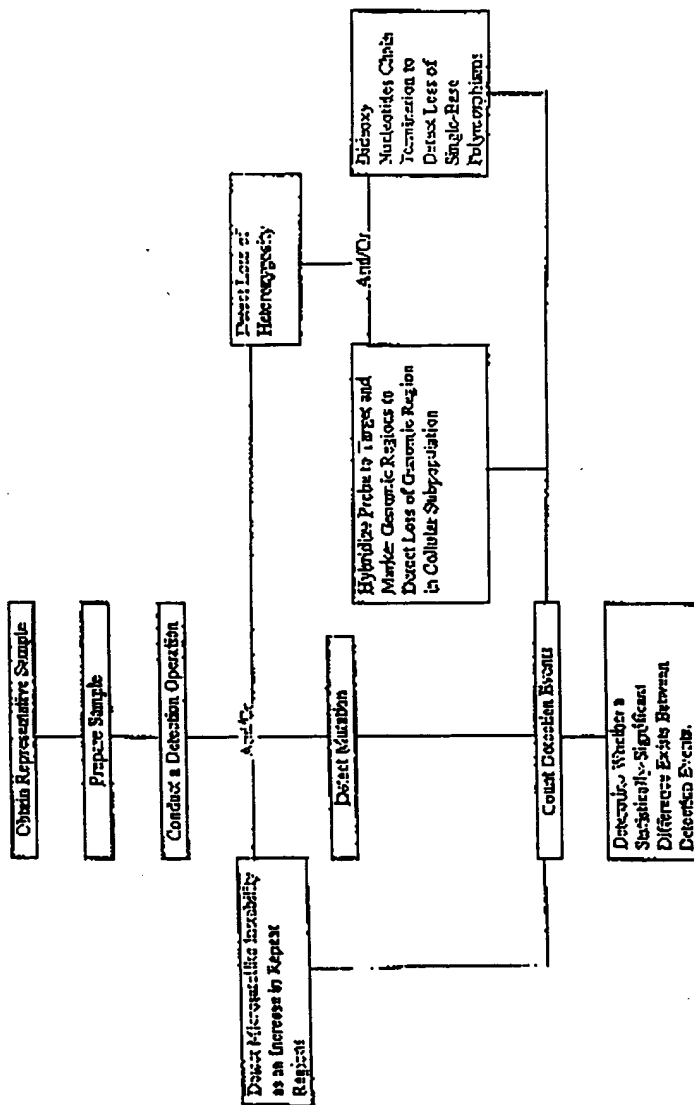 Obtain Representative Sample
Prepare Sample
Conduct a Detection Operation
And/Or
Detect Microsatellite Instability
as an Increase in Repeat
Regions
Detect Mutation
Detect Loss of
Heterozygosity
And/Or
Hybridize Probe to Target and
Marker Genomic Regions to
Detect Loss of Genomic Region
in Cellular Subpopulation
Dideoxy
Nucleotides Chain
Termination to
Detect Loss of
Single-Base
Polymorphisms
Count Detection Events
Determine Whether a
Statistically-Significant
Difference Exists Between
Detection Events.